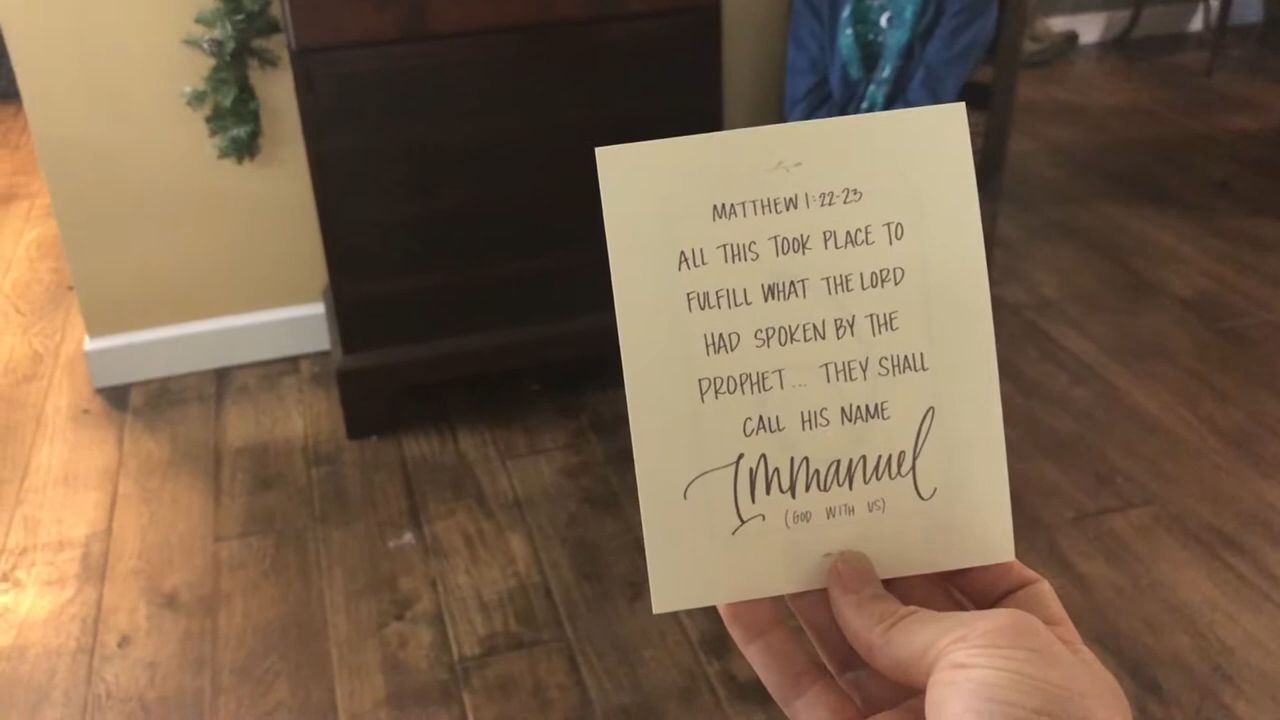 MATTHEW 1:22-23
ALL THIS TOOK PLACE TO
FULFILL WHAT THE LORD
HAD SPOKEN BY THE
PROPHET... THEY SHALL
CALL HIS NAME
Immanuel
(GOD WITH US)